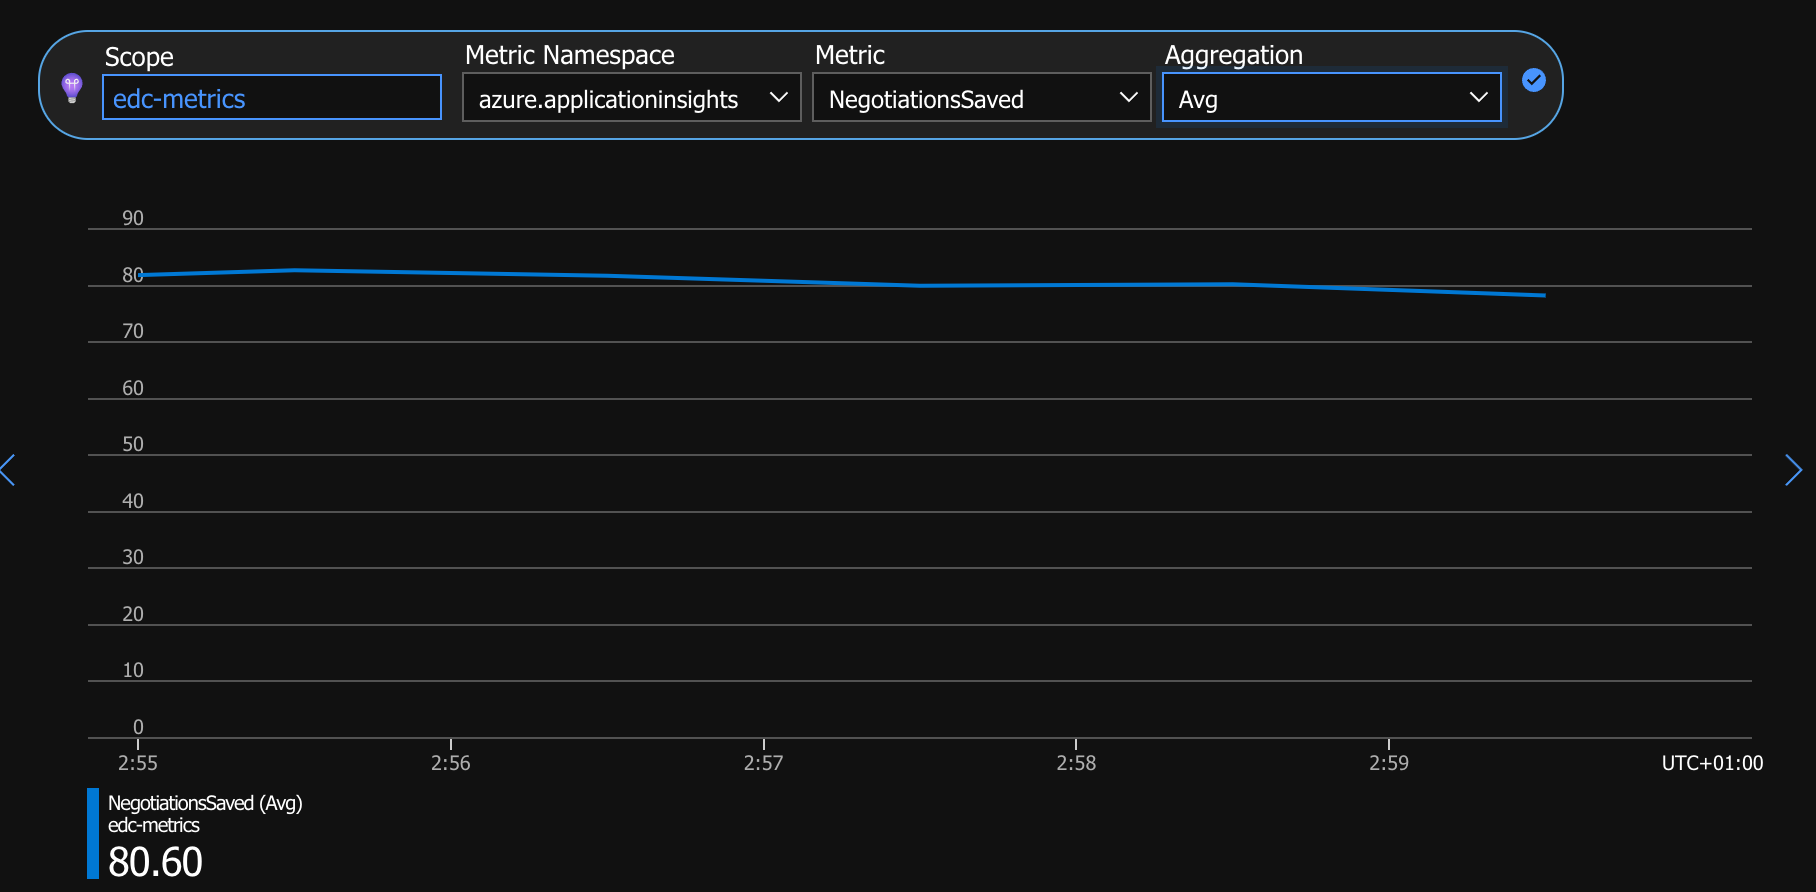 Scope
Metric Namespace
Metric
Aggregation
edc-metrics
azure.applicationinsights
NegotiationsSaved
Avg
90
80
70
60
50
40
30
20
10
0
2:55
2:56
2:57
2:58
2:59
UTC+01:00
NegotiationsSaved (Avg)
edc-metrics
80.60